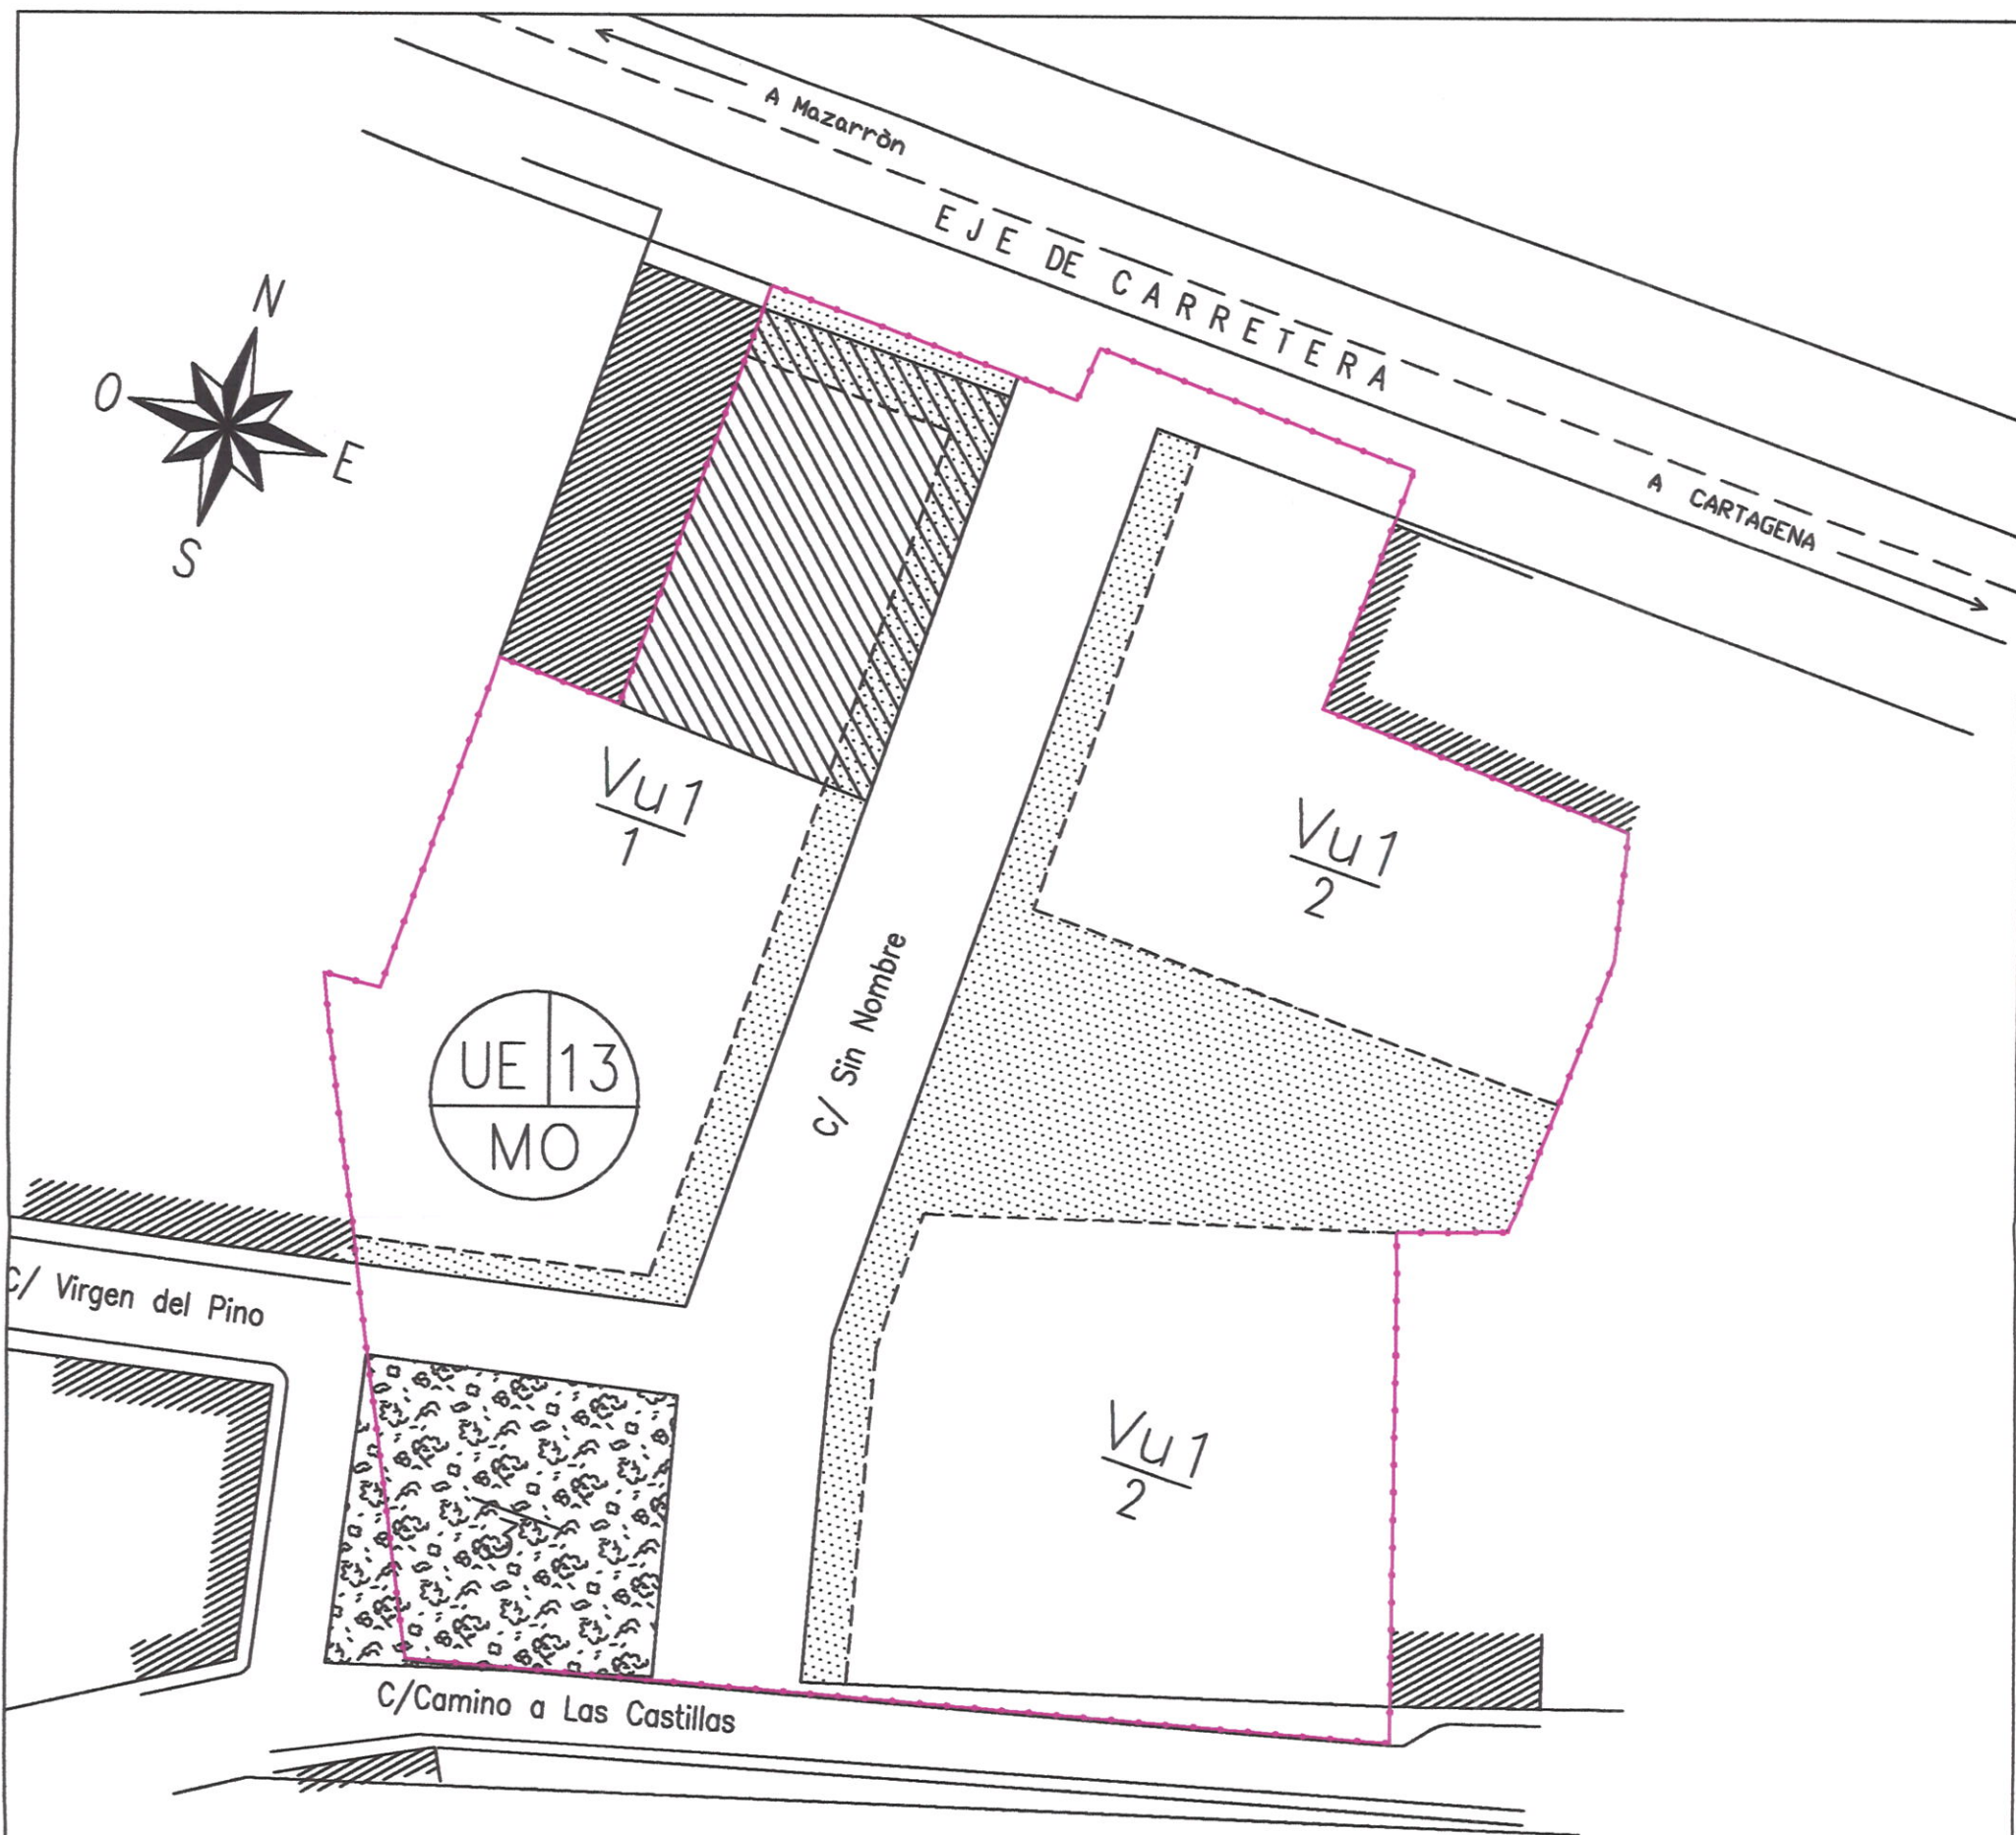 A Mazarròn
EJE DE CARRETERA
A CARTAGENA
N
O
E
S
Vu1
1
Vu1
2
C/ Sin Nombre
UE 13
MO
C/ Virgen del Pino
Vu1
2
C/Camino a Las Castillas